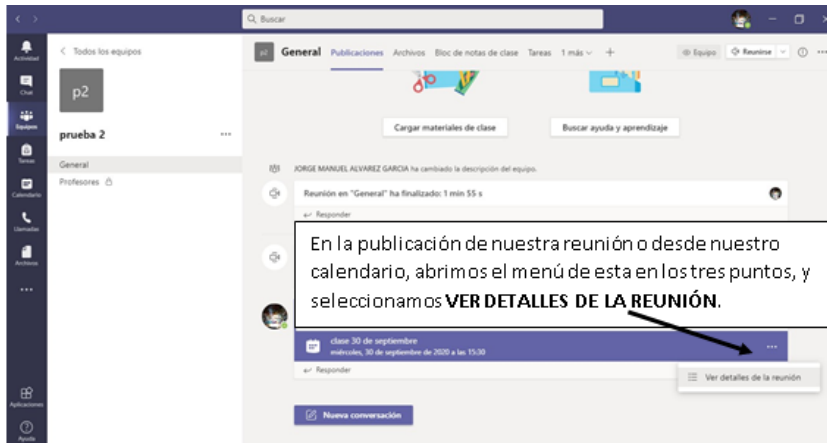 Buscar
Actividad
Chat
Equipos
Tareas
Calendario
Llamadas
Archivos
Aplicaciones
Ayuda
< Todos los equipos
p2
prueba 2
General
Profesores
p2 General Publicaciones Archivos Bloc de notas de clase Tareas 1 más +
Equipo Reunirse
Cargar materiales de clase Buscar ayuda y aprendizaje
JORGE MANUEL ALVAREZ GARCIA ha cambiado la descripción del equipo.
Reunión en "General" ha finalizado: 1 min 55 s
Responder
En la publicación de nuestra reunión o desde nuestro
calendario, abrimos el menú de esta en los tres puntos, y
seleccionamos VER DETALLES DE LA REUNIÓN.
clase 30 de septiembre
miércoles, 30 de septiembre de 2020 a las 15:30
Responder
Ver detalles de la reunión
Nueva conversación